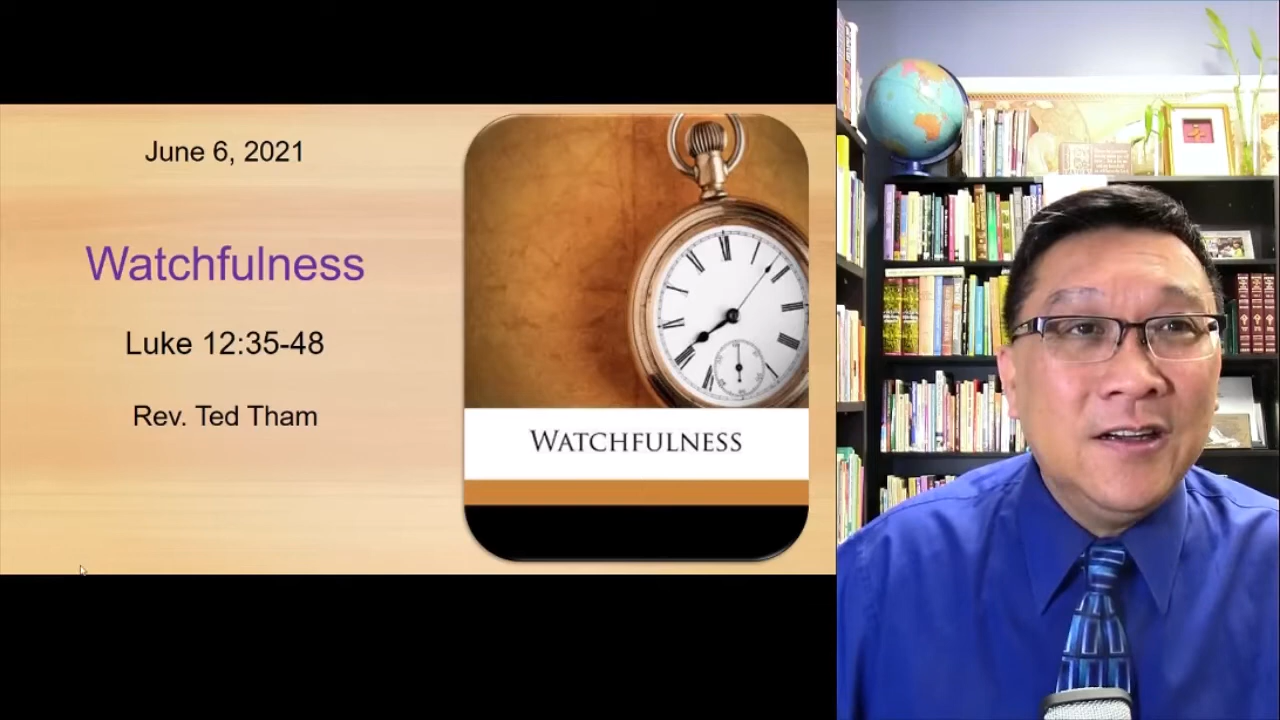 June 6, 2021
Watchfulness
Luke 12:35-48
Rev. Ted Tham
WATCHFULNESS